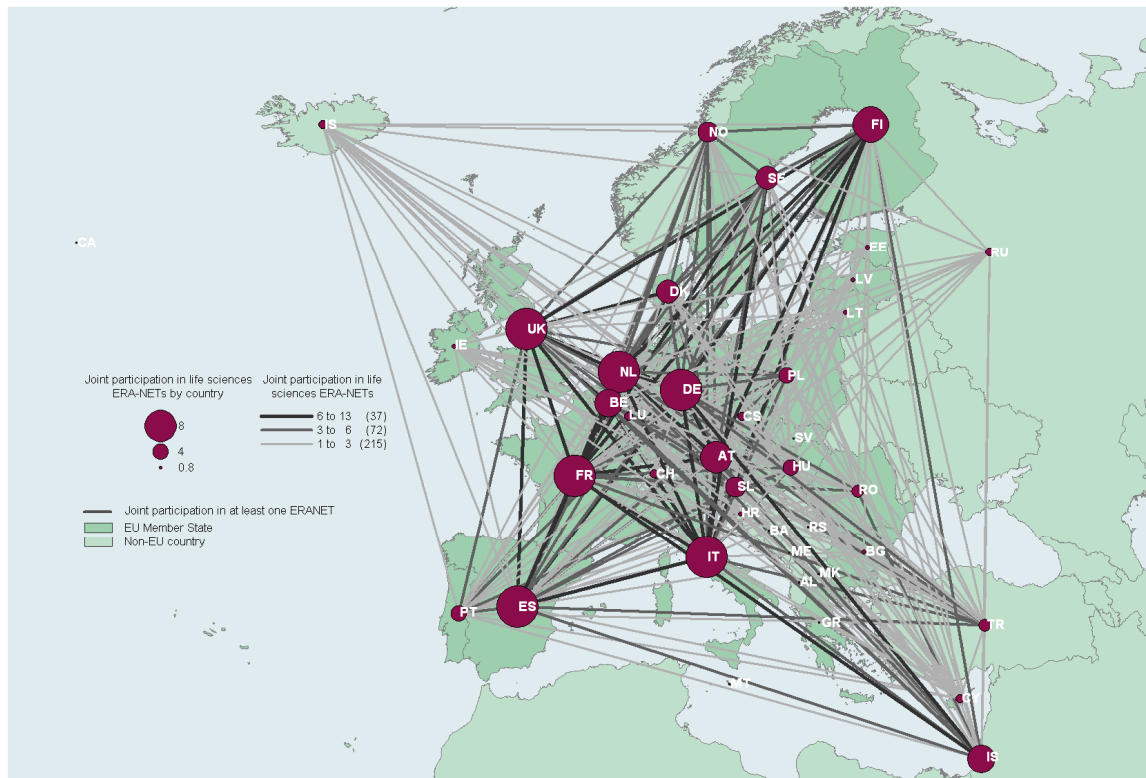 IS
NO
FI
SE
CA
EE
RU
LV
DK
LT
UK
IE
NL
PL
DE
BE
LU
CS
SV
AT
HU
FR
CH
SL
RO
HR
BA
RS
ME
BG
MK
AL
IT
ES
PT
GR
TR
MT
CY
IS
Joint participation in life sciences
ERA-NETs by country
8
4
0.8
Joint participation in life
sciences ERA-NETs
6 to 13 (37)
3 to 6 (72)
1 to 3 (215)
Joint participation in at least one ERANET
EU Member State
Non-EU country